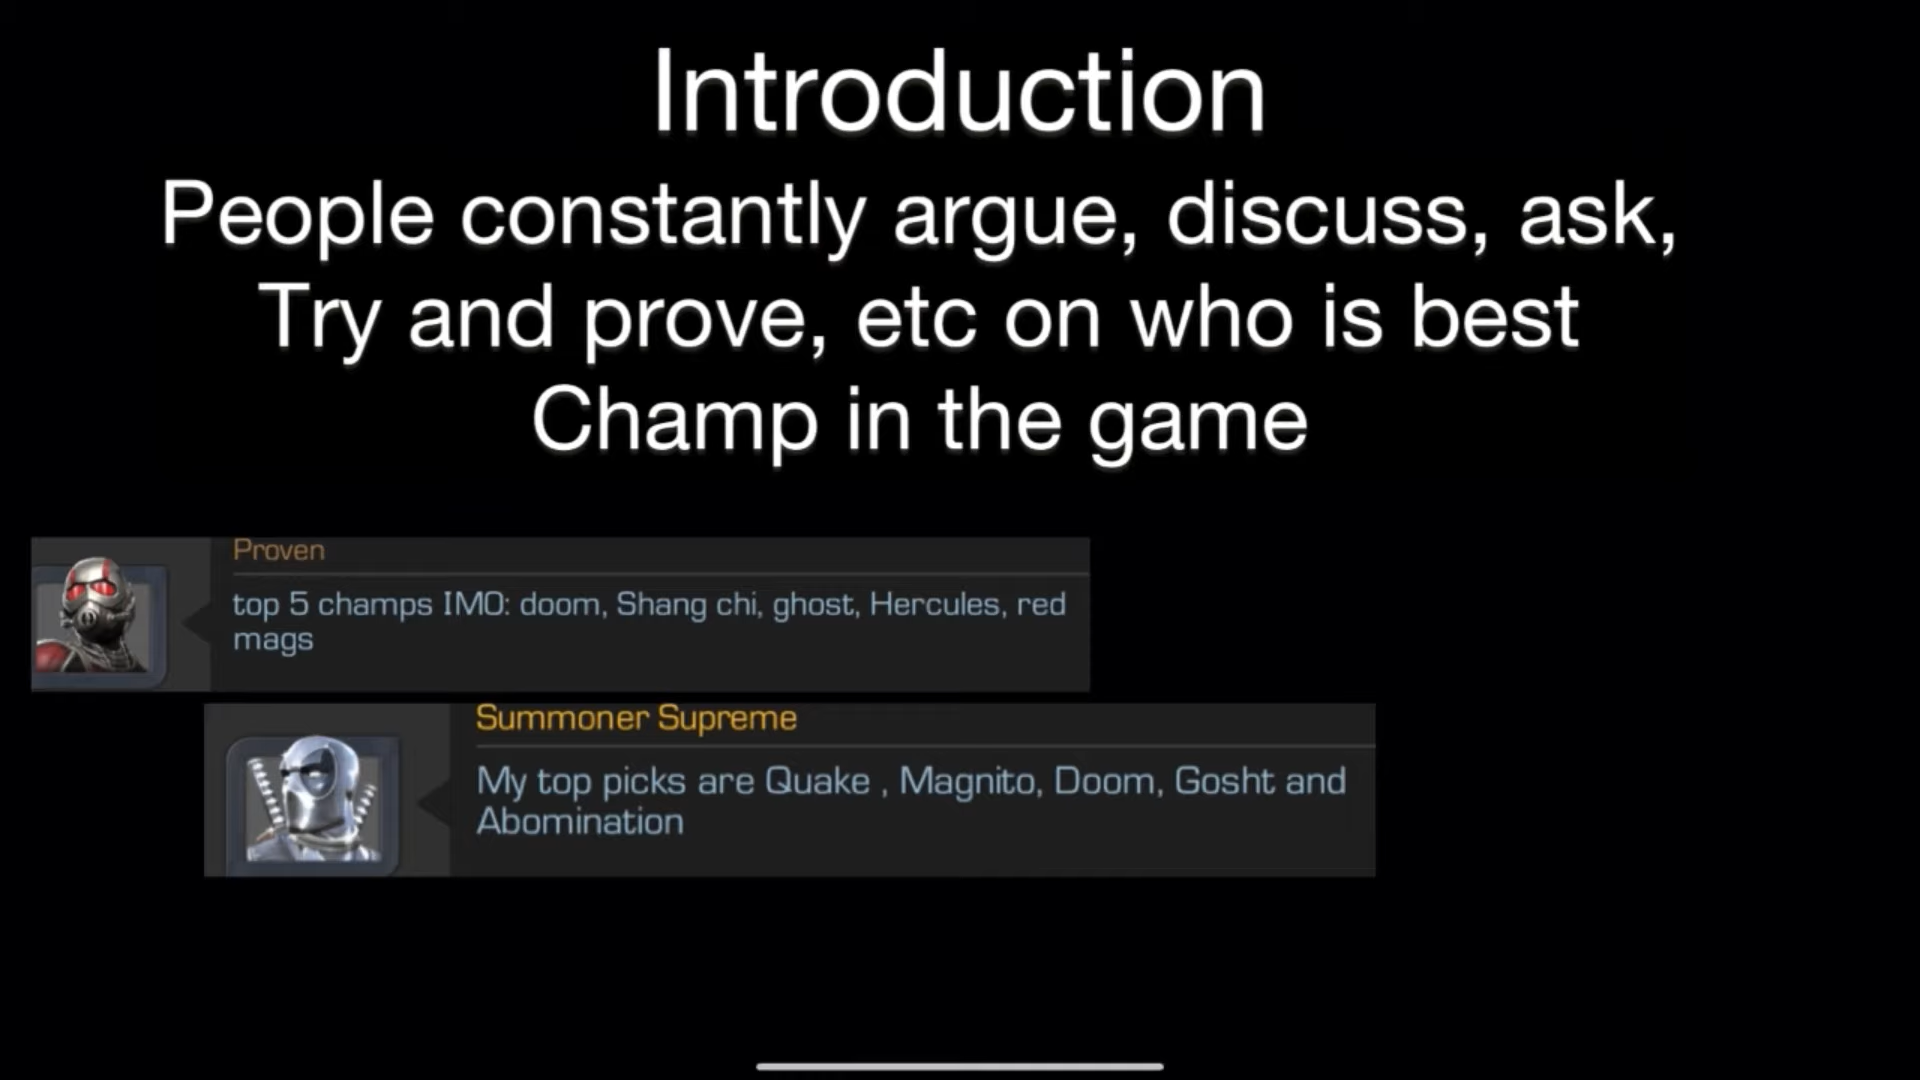 Introduction
People constantly argue, discuss, ask,
Try and prove, etc on who is best
Champ in the game
Proven
top 5 champs IMO: doom, Shang chi, ghost, Hercules, red
mags
Summoner Supreme
My top picks are Quake , Magnito, Doom, Gosht and
Abomination